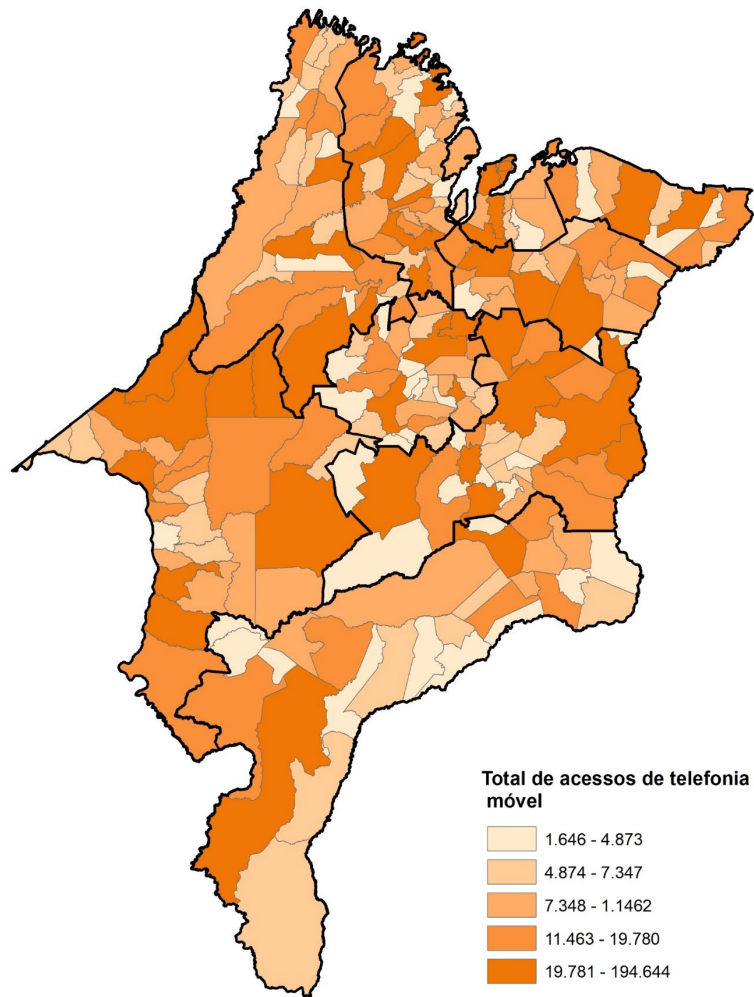 Total de acessos de telefonia
móvel
1.646 - 4.873
4.874 - 7.347
7.348 - 1.1462
11.463 - 19.780
19.781 - 194.644